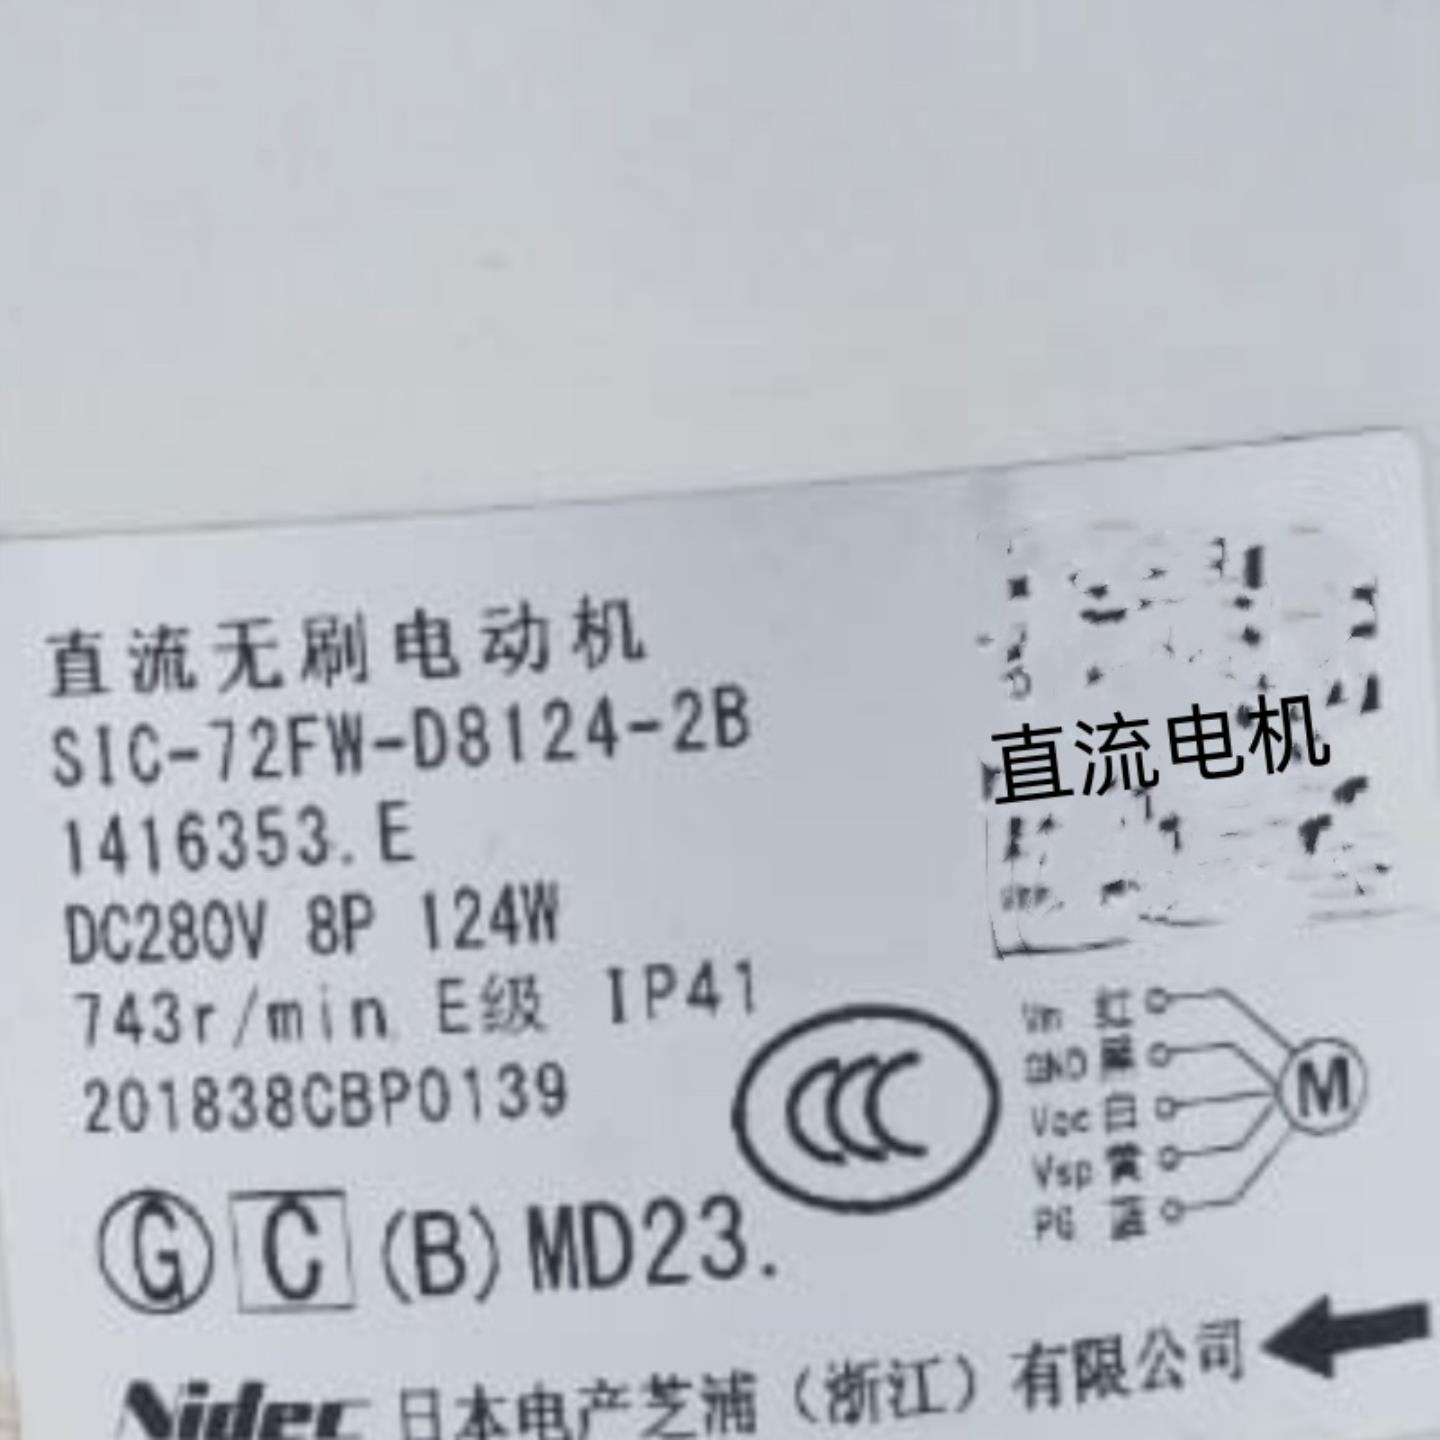 直流无刷电动机
SIC-72FW-D8124-2B
1416353.E
DC280V 8P 124W
743r/min E级 IP41
201838CBP0139
G C (B) MD23.
Nidec 日本电产芝浦（浙江）有限公司
直流电机
Vin 红
GND 黑
Vcc 白
Vsp 黄
PG 蓝
M